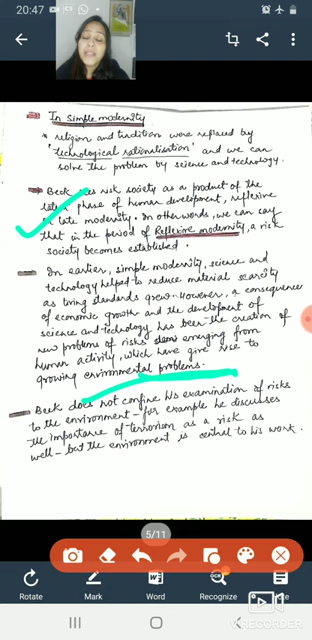 20:47
In Simple modernity
* religion and tradition were replaced by
'technological rationalisation' and we can
solve the problem by science and technology.
Beck sees risk society as a product of the
later phase of human development, reflexive
or late modernity. In other words, we can say
that in the period of Reflexive modernity, a risk
society becomes established.
In earlier, simple modernity, science and
technology helped to reduce material scarcity
as living standards grew. However, a consequences
of economic growth and the development of
science and technology has been the creation of
new problems of risks emerging from
human activity, which have give rise to
growing envirnmental problems.
Beck does not confine his examination of risks
to the environment - for example he discusses
the importance of terrorism as a risk as
well - but the environment is central to his work.
5/11
Rotate
Mark
Word
Recognize
RECORDER